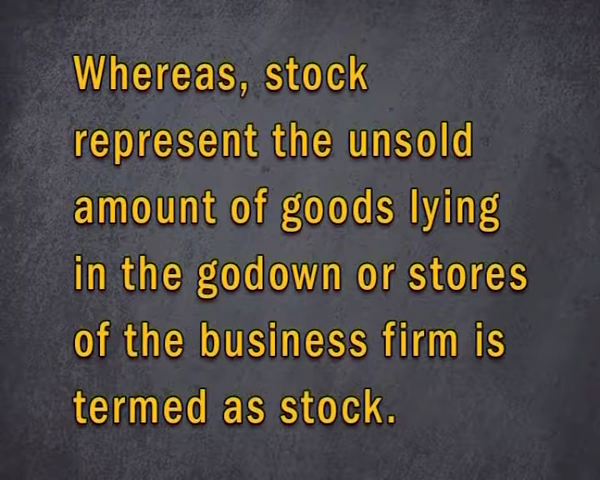 Whereas, stock
represent the unsold
amount of goods lying
in the godown or stores
of the business firm is
termed as stock.